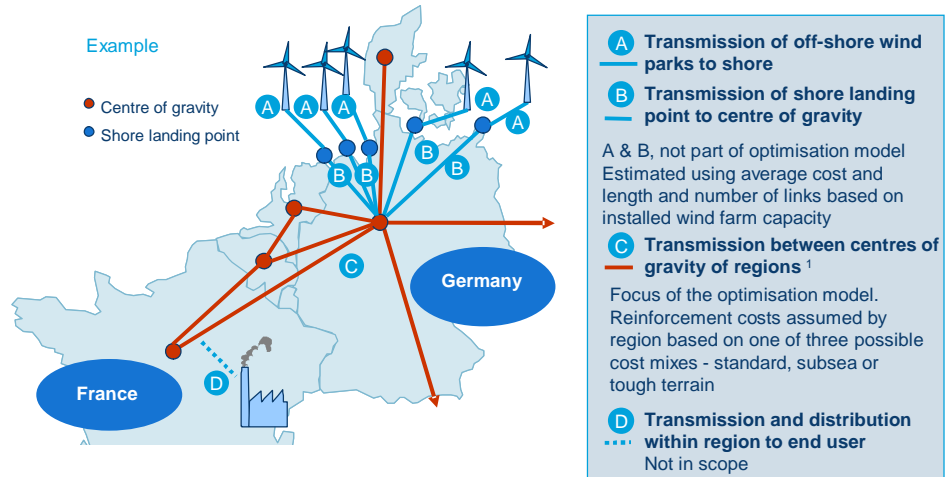 Example
Centre of gravity
Shore landing point
A
A
A
A
A
B
B
B
B
C
D
Germany
France
A Transmission of off-shore wind
parks to shore
B Transmission of shore landing
point to centre of gravity
A & B, not part of optimisation model
Estimated using average cost and
length and number of links based on
installed wind farm capacity
C Transmission between centres of
gravity of regions 1
Focus of the optimisation model.
Reinforcement costs assumed by
region based on one of three possible
cost mixes - standard, subsea or
tough terrain
D Transmission and distribution
within region to end user
Not in scope